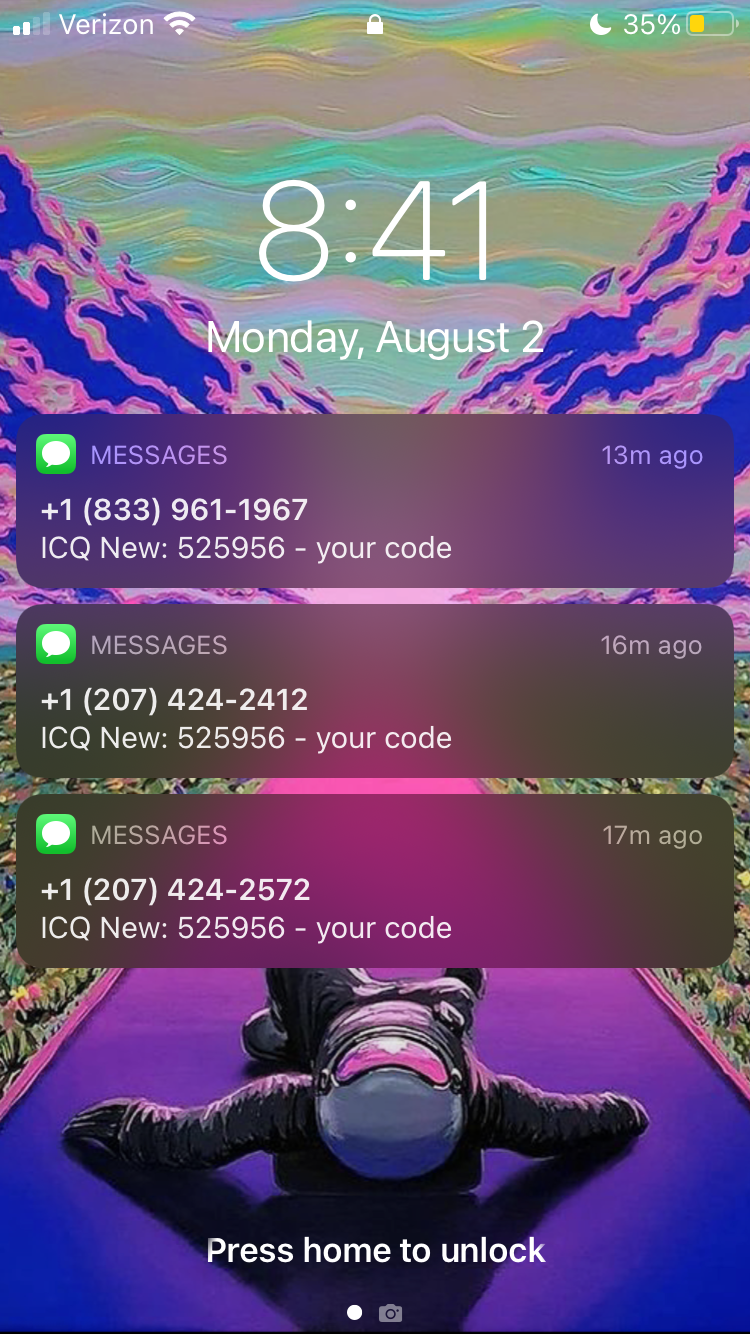 Verizon 35%
8:41
Monday, August 2
MESSAGES 13m ago
+1 (833) 961-1967
ICQ New: 525956 - your code
MESSAGES 16m ago
+1 (207) 424-2412
ICQ New: 525956 - your code
MESSAGES 17m ago
+1 (207) 424-2572
ICQ New: 525956 - your code
Press home to unlock